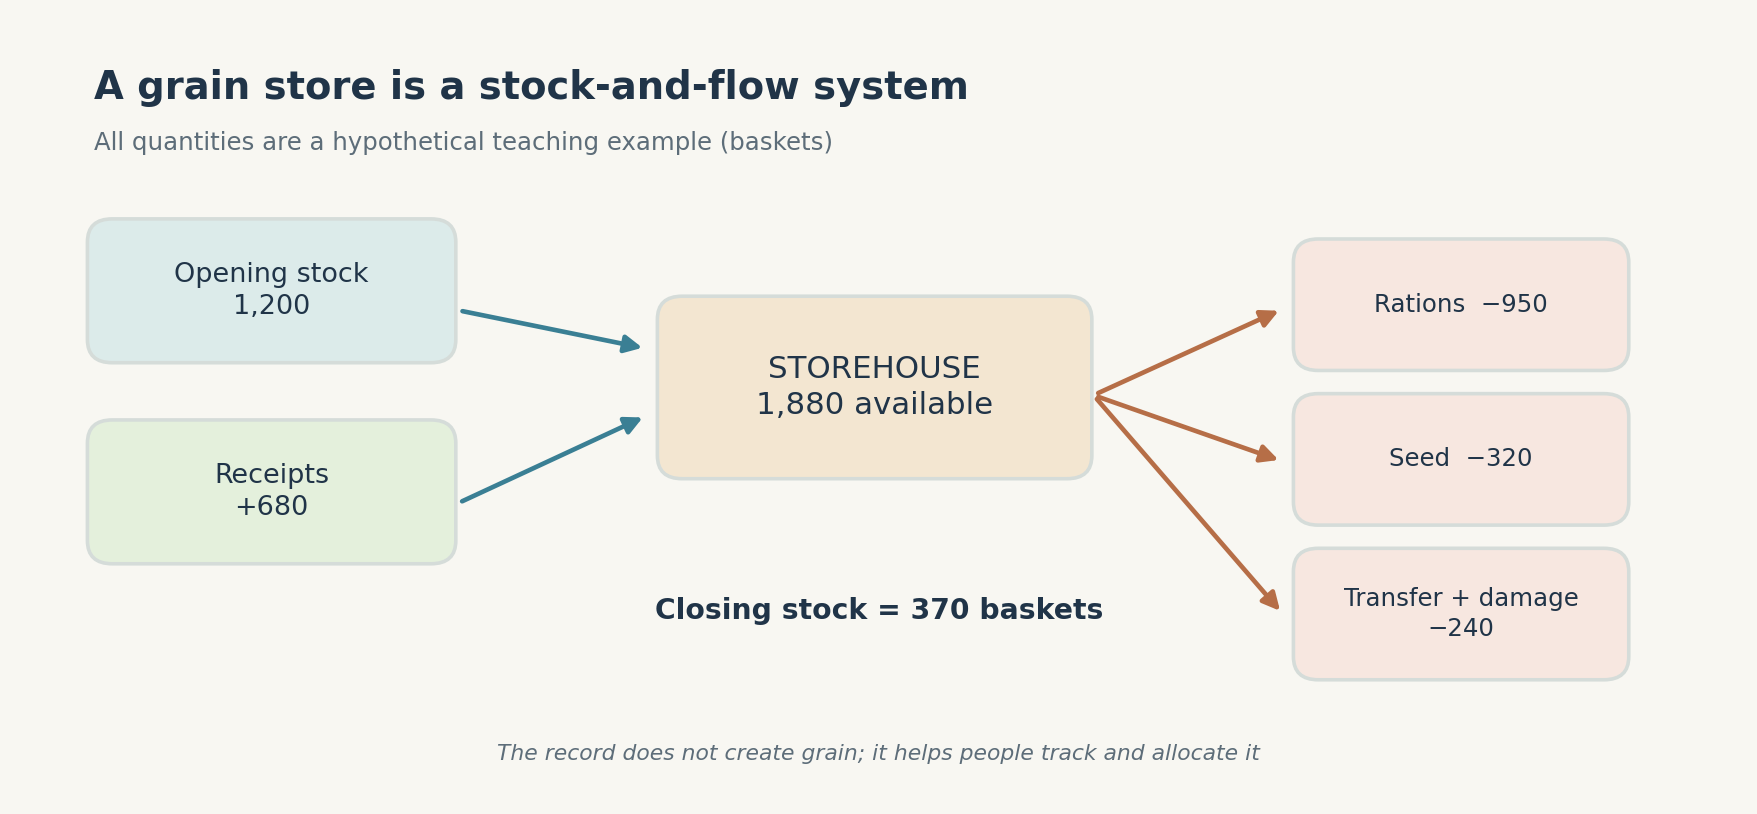 A grain store is a stock-and-flow system
All quantities are a hypothetical teaching example (baskets)
Opening stock
1,200
Receipts
+680
STOREHOUSE
1,880 available
Closing stock = 370 baskets
Rations −950
Seed −320
Transfer + damage
−240
The record does not create grain; it helps people track and allocate it